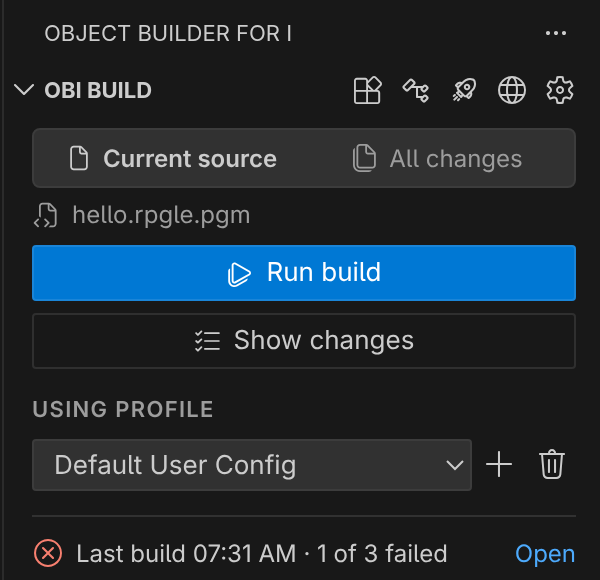 OBJECT BUILDER FOR I
OBI BUILD
Current source
All changes
hello.rpgle.pgm
Run build
Show changes
USING PROFILE
Default User Config
Last build 07:31 AM · 1 of 3 failed
Open